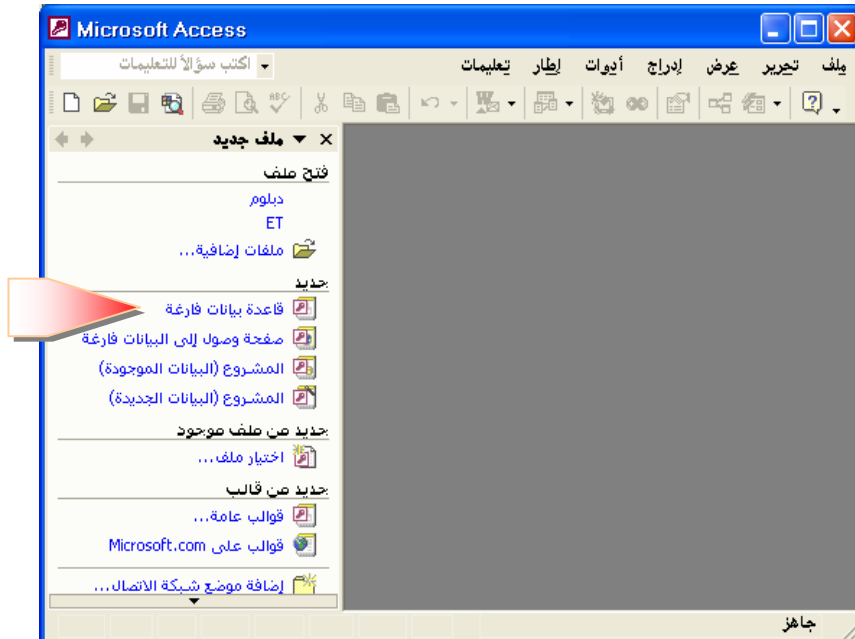 Microsoft Access
ملف تحرير عرض إدراج أدوات إطار تعليمات اكتب سؤالاً للتعليمات
ملف جديد
فتح ملف
دبلوم
ET
ملفات إضافية...
جديد
قاعدة بيانات فارغة
صفحة وصول إلى البيانات فارغة
المشروع (البيانات الموجودة)
المشروع (البيانات الجديدة)
جديد من ملف موجود
اختيار ملف...
جديد من قالب
قوالب عامة...
قوالب على Microsoft.com
إضافة موضع شبكة الاتصال...
جاهز